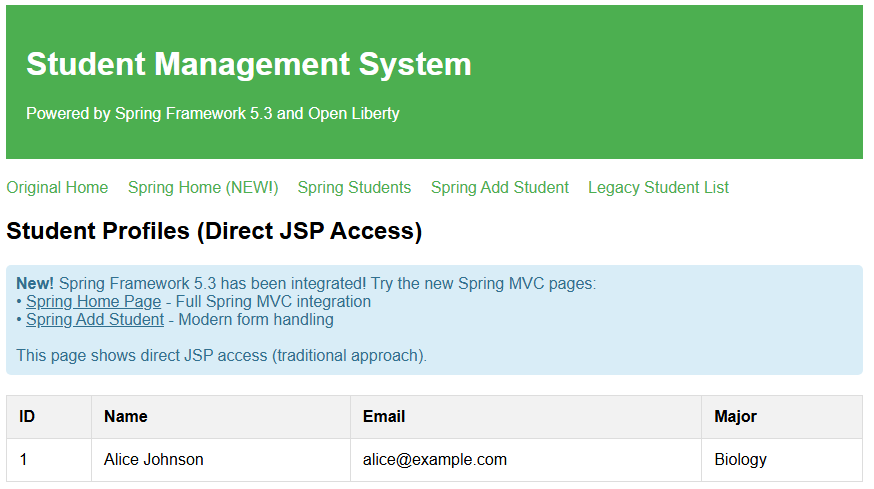 Student Management System
Powered by Spring Framework 5.3 and Open Liberty
Original Home Spring Home (NEW!) Spring Students Spring Add Student Legacy Student List
Student Profiles (Direct JSP Access)
New! Spring Framework 5.3 has been integrated! Try the new Spring MVC pages:
• Spring Home Page - Full Spring MVC integration
• Spring Add Student - Modern form handling
This page shows direct JSP access (traditional approach).
ID Name Email Major
1 Alice Johnson alice@example.com Biology